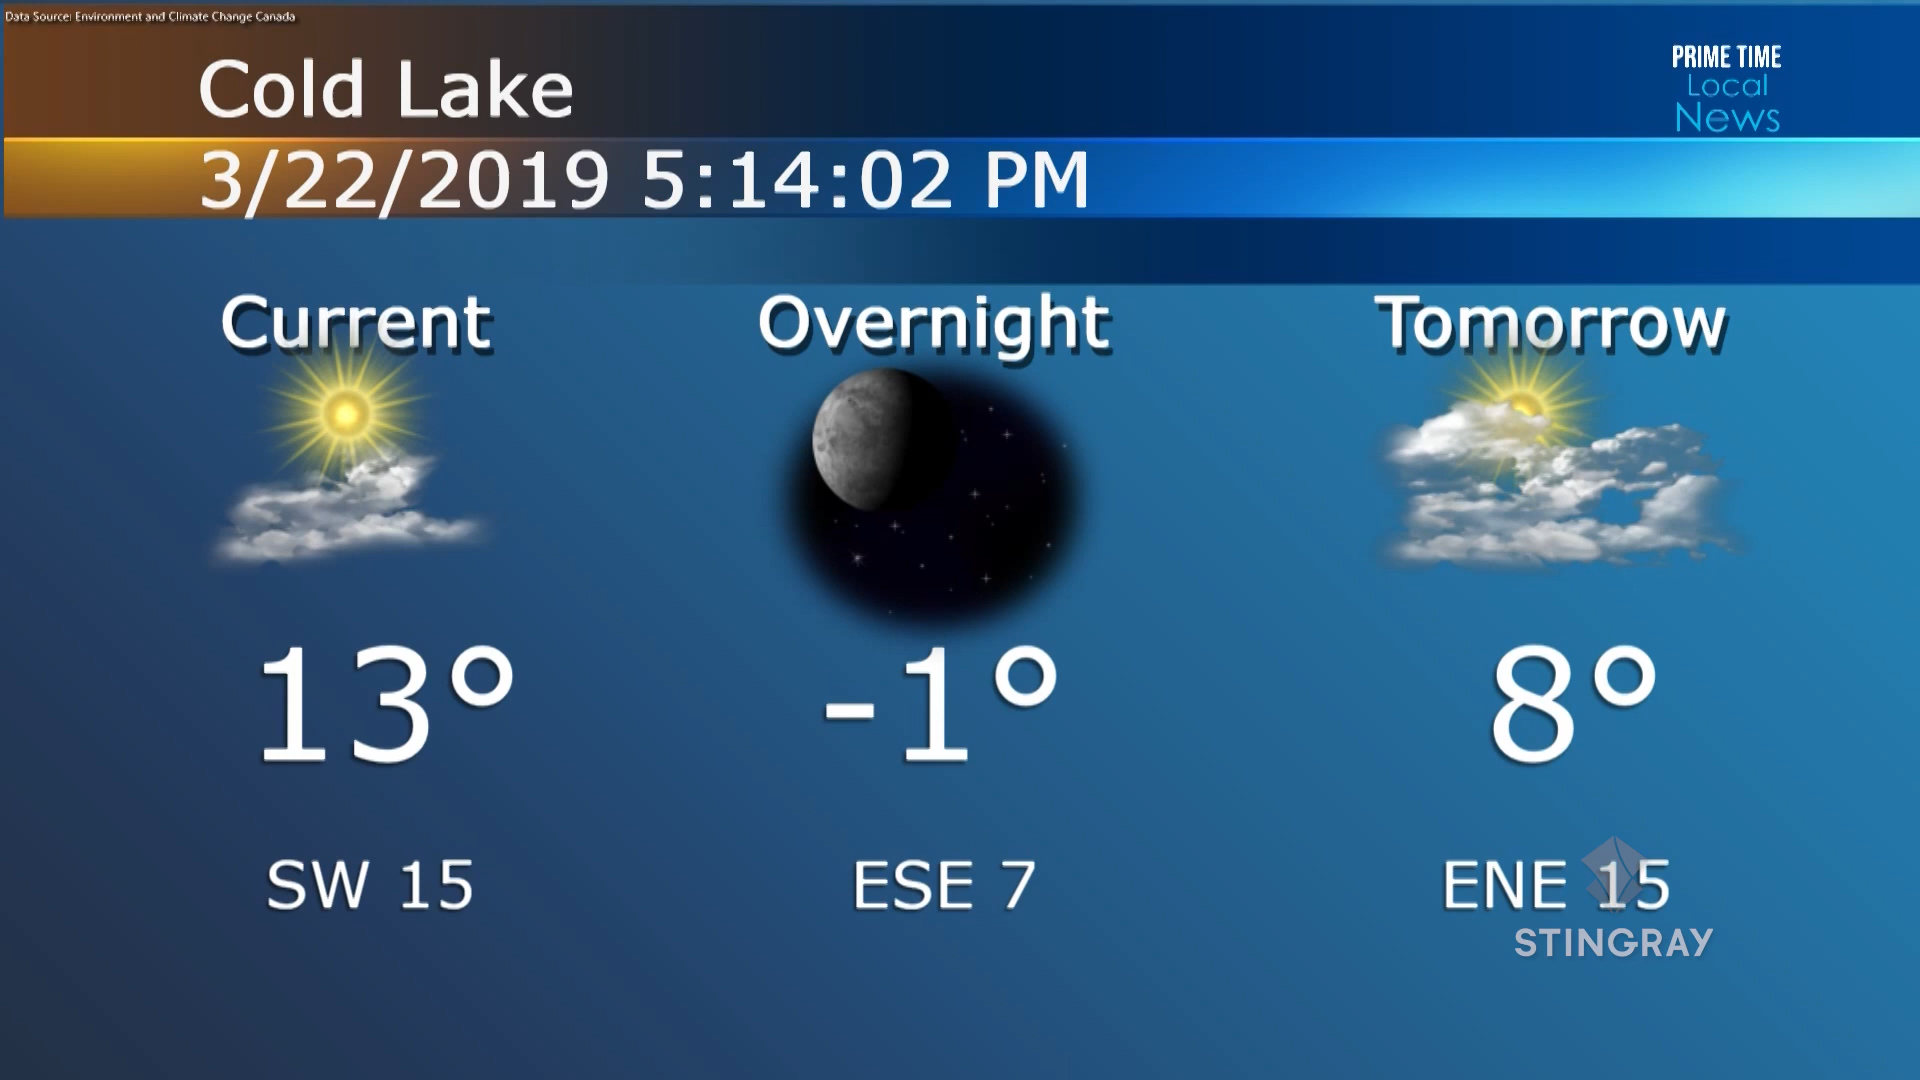 Data Source: Environment and Climate Change Canada
Cold Lake
PRIME TIME
Local
News
3/22/2019 5:14:02 PM
Current
Overnight
Tomorrow
13°
-1°
8°
SW 15
ESE 7
ENE 15
STINGRAY